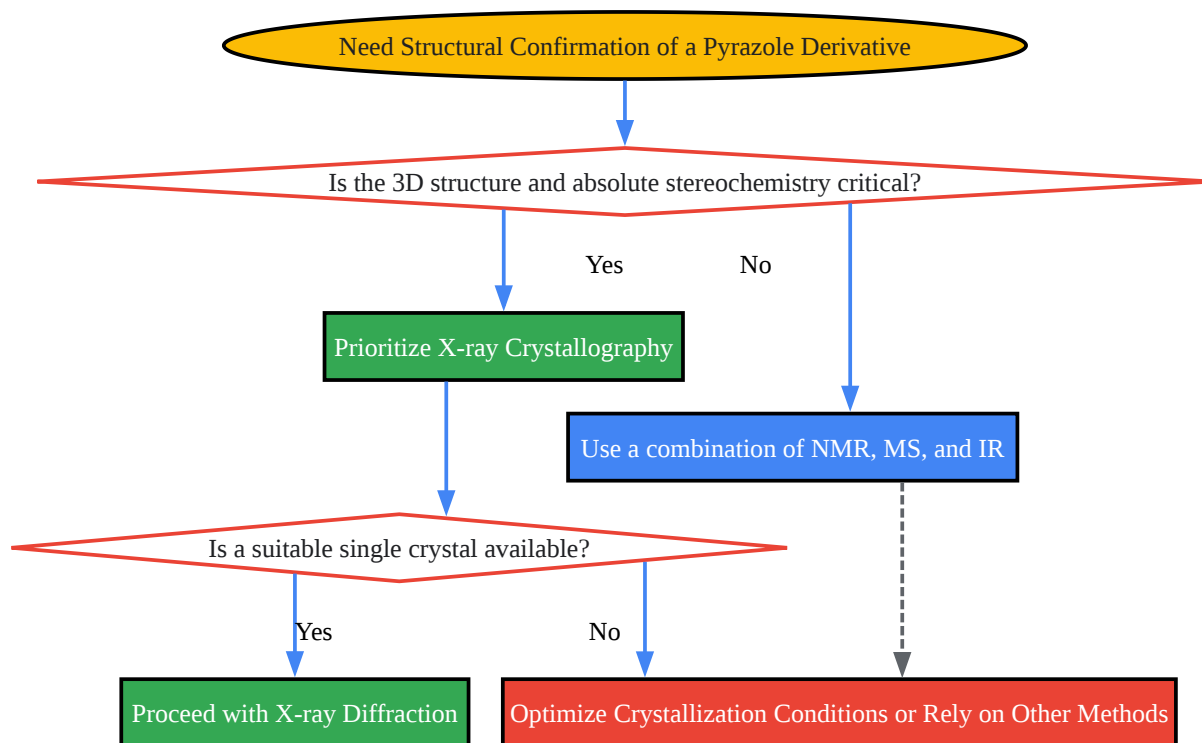 Need Structural Confirmation of a Pyrazole Derivative
Is the 3D structure and absolute stereochemistry critical?
Yes
No
Prioritize X-ray Crystallography
Use a combination of NMR, MS, and IR
Is a suitable single crystal available?
Yes
No
Proceed with X-ray Diffraction
Optimize Crystallization Conditions or Rely on Other Methods